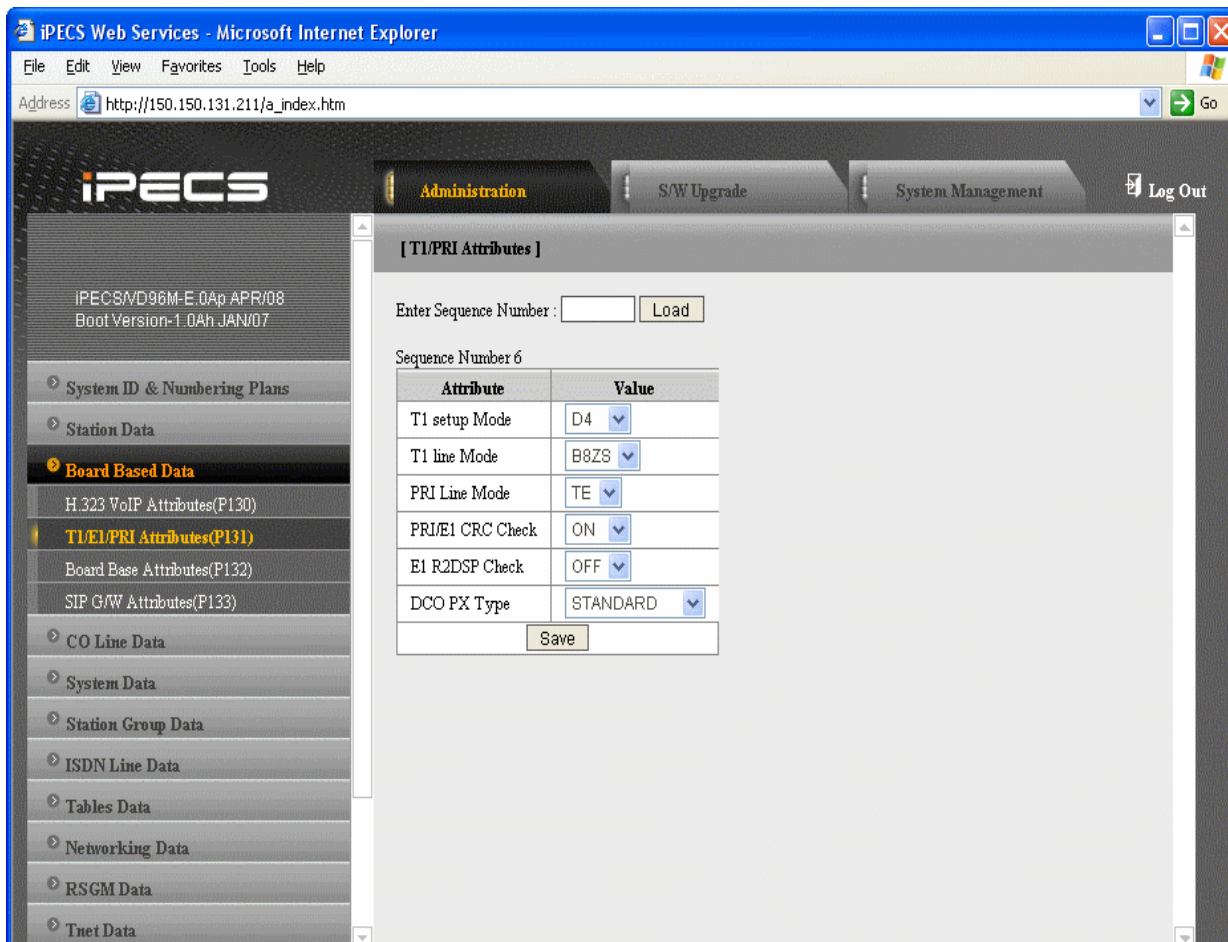 iPECS Web Services - Microsoft Internet Explorer
File Edit View Favorites Tools Help
Address http://150.150.131.211/a_index.htm Go
iPECS
Administration S/W Upgrade System Management Log Out
iPECS/VD96M-E.0Ap APR/08
Boot Version-1.0Ah JAN/07
System ID & Numbering Plans
Station Data
Board Based Data
H.323 VoIP Attributes(P130)
T1/E1/PRI Attributes(P131)
Board Base Attributes(P132)
SIP G/W Attributes(P133)
CO Line Data
System Data
Station Group Data
ISDN Line Data
Tables Data
Networking Data
RSGM Data
Tnet Data
[ T1/PRI Attributes ]
Enter Sequence Number : Load
Sequence Number 6
Attribute Value
T1 setup Mode D4
T1 line Mode B8ZS
PRI Line Mode TE
PRI/E1 CRC Check ON
E1 R2DSP Check OFF
DCO PX Type STANDARD
Save